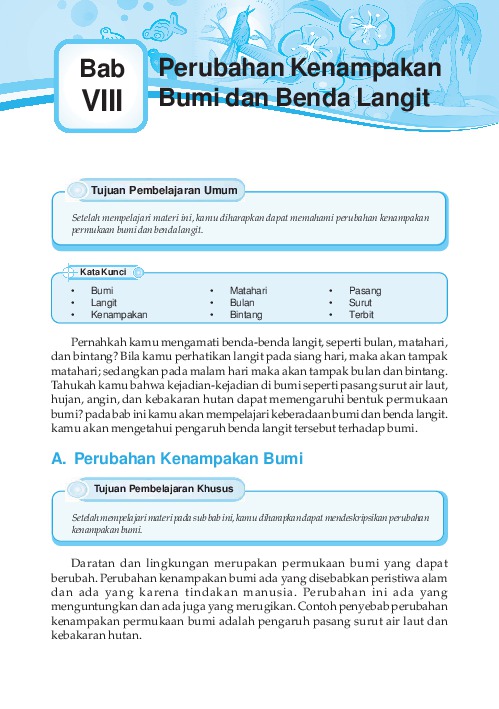 Bab
VIII
Perubahan Kenampakan
Bumi dan Benda Langit
Tujuan Pembelajaran Umum
Setelah mempelajari materi ini, kamu diharapkan dapat memahami perubahan kenampakan
permukaan bumi dan benda langit.
Kata Kunci
• Bumi • Matahari • Pasang
• Langit • Bulan • Surut
• Kenampakan • Bintang • Terbit
Pernahkah kamu mengamati benda-benda langit, seperti bulan, matahari,
dan bintang? Bila kamu perhatikan langit pada siang hari, maka akan tampak
matahari; sedangkan pada malam hari maka akan tampak bulan dan bintang.
Tahukah kamu bahwa kejadian-kejadian di bumi seperti pasang surut air laut,
hujan, angin, dan kebakaran hutan dapat memengaruhi bentuk permukaan
bumi? pada bab ini kamu akan mempelajari keberadaan bumi dan benda langit.
kamu akan mengetahui pengaruh benda langit tersebut terhadap bumi.
A. Perubahan Kenampakan Bumi
Tujuan Pembelajaran Khusus
Setelah mempelajari materi pada sub bab ini, kamu diharapkan dapat mendeskripsikan perubahan
kenampakan bumi.
Daratan dan lingkungan merupakan permukaan bumi yang dapat
berubah. Perubahan kenampakan bumi ada yang disebabkan peristiwa alam
dan ada yang karena tindakan manusia. Perubahan ini ada yang
menguntungkan dan ada juga yang merugikan. Contoh penyebab perubahan
kenampakan permukaan bumi adalah pengaruh pasang surut air laut dan
kebakaran hutan.